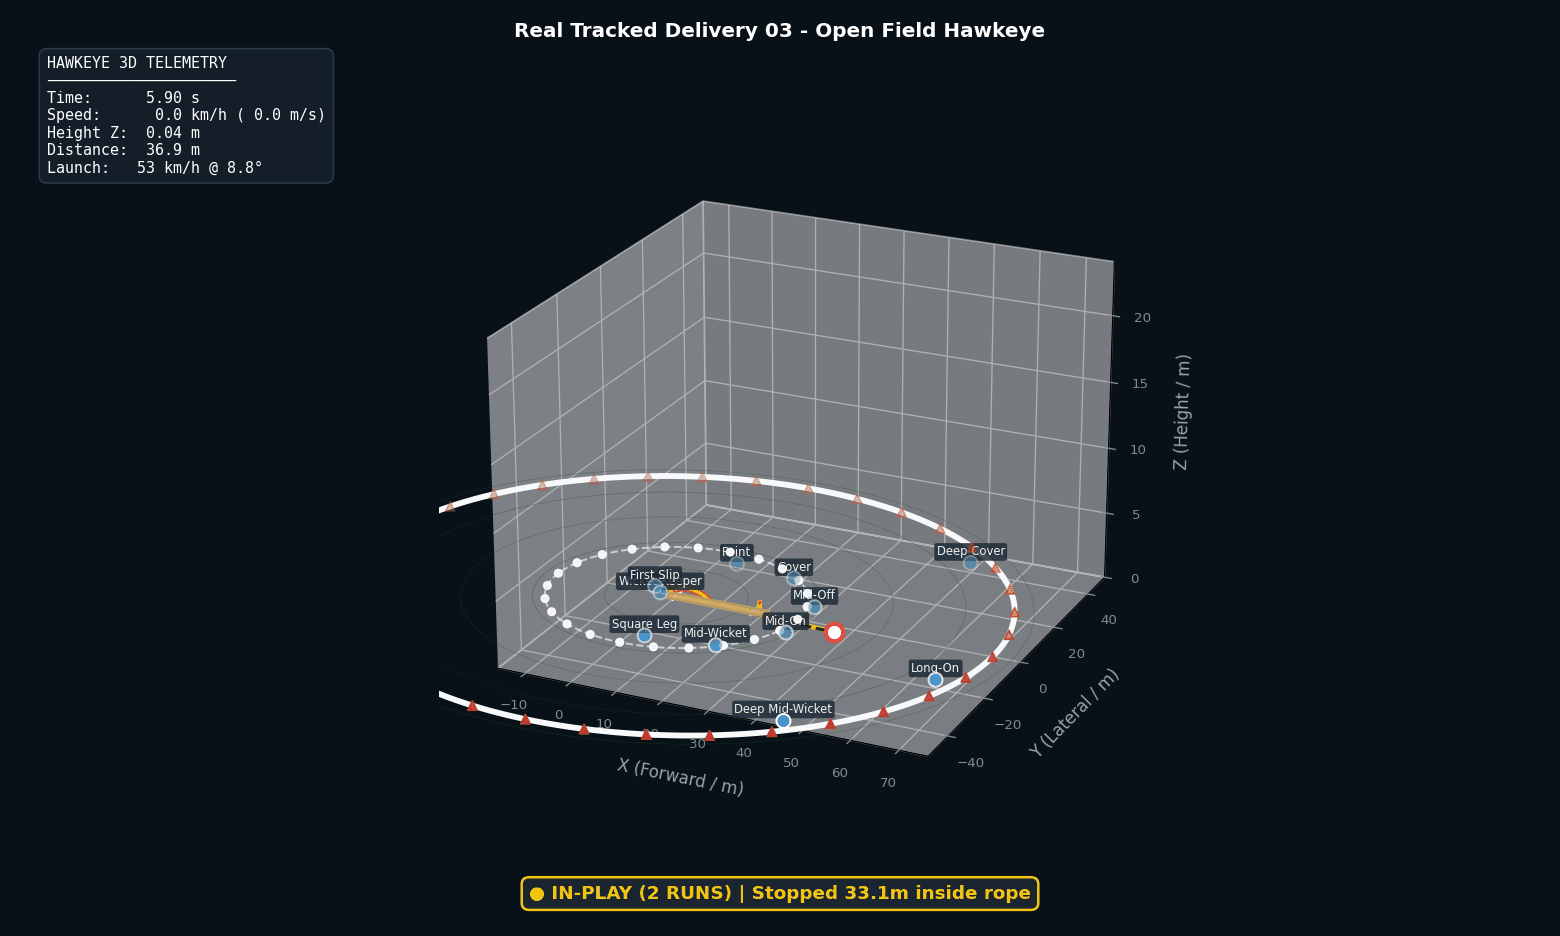 Real Tracked Delivery 03 - Open Field Hawkeye
HAWKEYE 3D TELEMETRY
Time: 5.90 s
Speed: 0.0 km/h ( 0.0 m/s)
Height Z: 0.04 m
Distance: 36.9 m
Launch: 53 km/h @ 8.8°
20
15
10
5
0
Z (Height / m)
Point
Deep Cover
Cover
First Slip
Mid-Off
Square Leg
Mid-Wicket
Mid-On
Long-On
Deep Mid-Wicket
40
20
0
−20
−40
Y (Lateral / m)
−10
0
10
30
40
50
60
70
X (Forward / m)
IN-PLAY (2 RUNS) | Stopped 33.1m inside rope